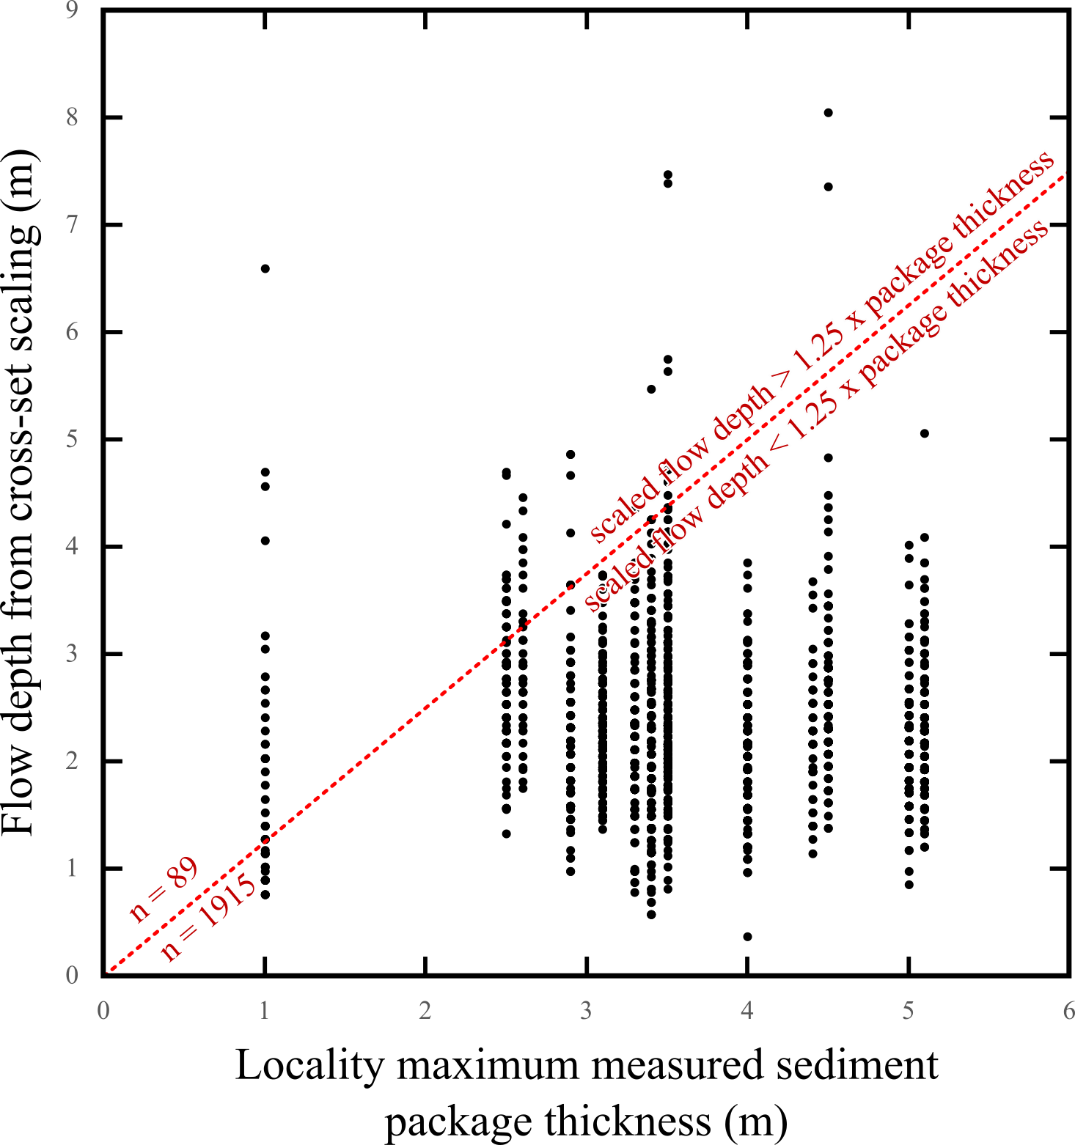 9
8
7
6
5
4
3
2
1
0
Flow depth from cross-set scaling (m)
scaled flow depth > 1.25 x package thickness
scaled flow depth < 1.25 x package thickness
n = 89
n = 1915
0 1 2 3 4 5 6
Locality maximum measured sediment
package thickness (m)